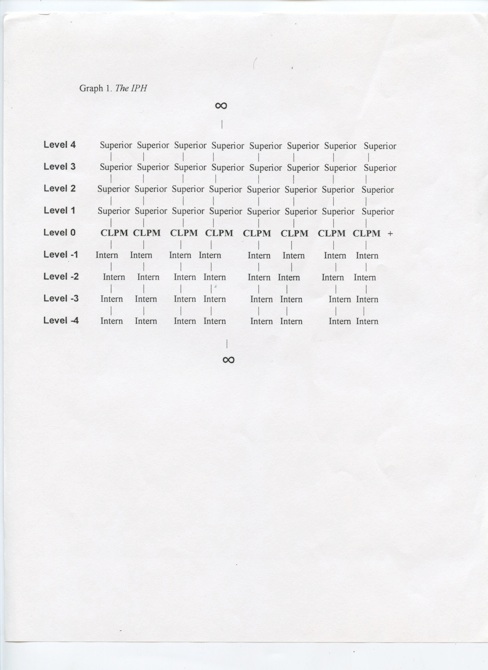 Graph 1. The IPH
∞
|
Level 4 Superior Superior Superior Superior Superior Superior Superior Superior
| | | | | | | |
Level 3 Superior Superior Superior Superior Superior Superior Superior Superior
| | | | | | | |
Level 2 Superior Superior Superior Superior Superior Superior Superior Superior
| | | | | | | |
Level 1 Superior Superior Superior Superior Superior Superior Superior Superior
| | | | | | | |
Level 0 CLPM CLPM CLPM CLPM CLPM CLPM CLPM CLPM +
| | | | | | | |
Level -1 Intern Intern Intern Intern Intern Intern Intern Intern
| | | | | | | |
Level -2 Intern Intern Intern Intern Intern Intern Intern Intern
| | | | | | | |
Level -3 Intern Intern Intern Intern Intern Intern Intern Intern
| | | | | | | |
Level -4 Intern Intern Intern Intern Intern Intern Intern Intern
|
∞